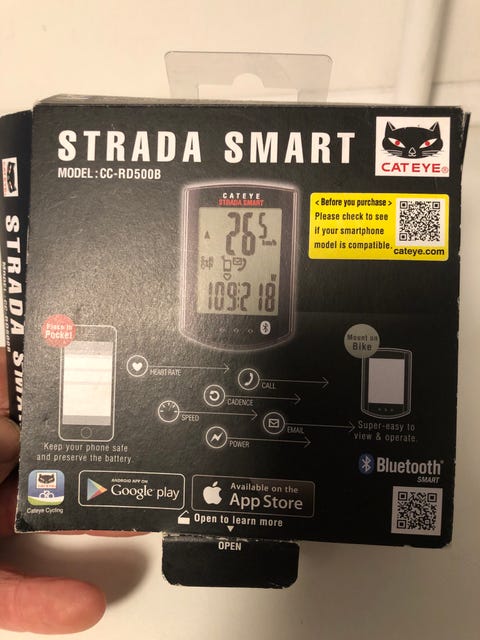 STRADA SMART
MODEL : CC-RD500B
CATEYE®
CATEYE
STRADA SMART
26.5
km/h
W
109:218
< Before you purchase >
Please check to see
if your smartphone
model is compatible.
cateye.com
Place in
Pocket
HEART RATE
CALL
CADENCE
SPEED
EMAIL
POWER
Mount on
Bike
Keep your phone safe
and preserve the battery.
Super-easy to
view & operate.
Bluetooth®
SMART
Cateye Cycling
ANDROID APP ON
Google play
Available on the
App Store
Open to learn more
OPEN
STRADA SMA